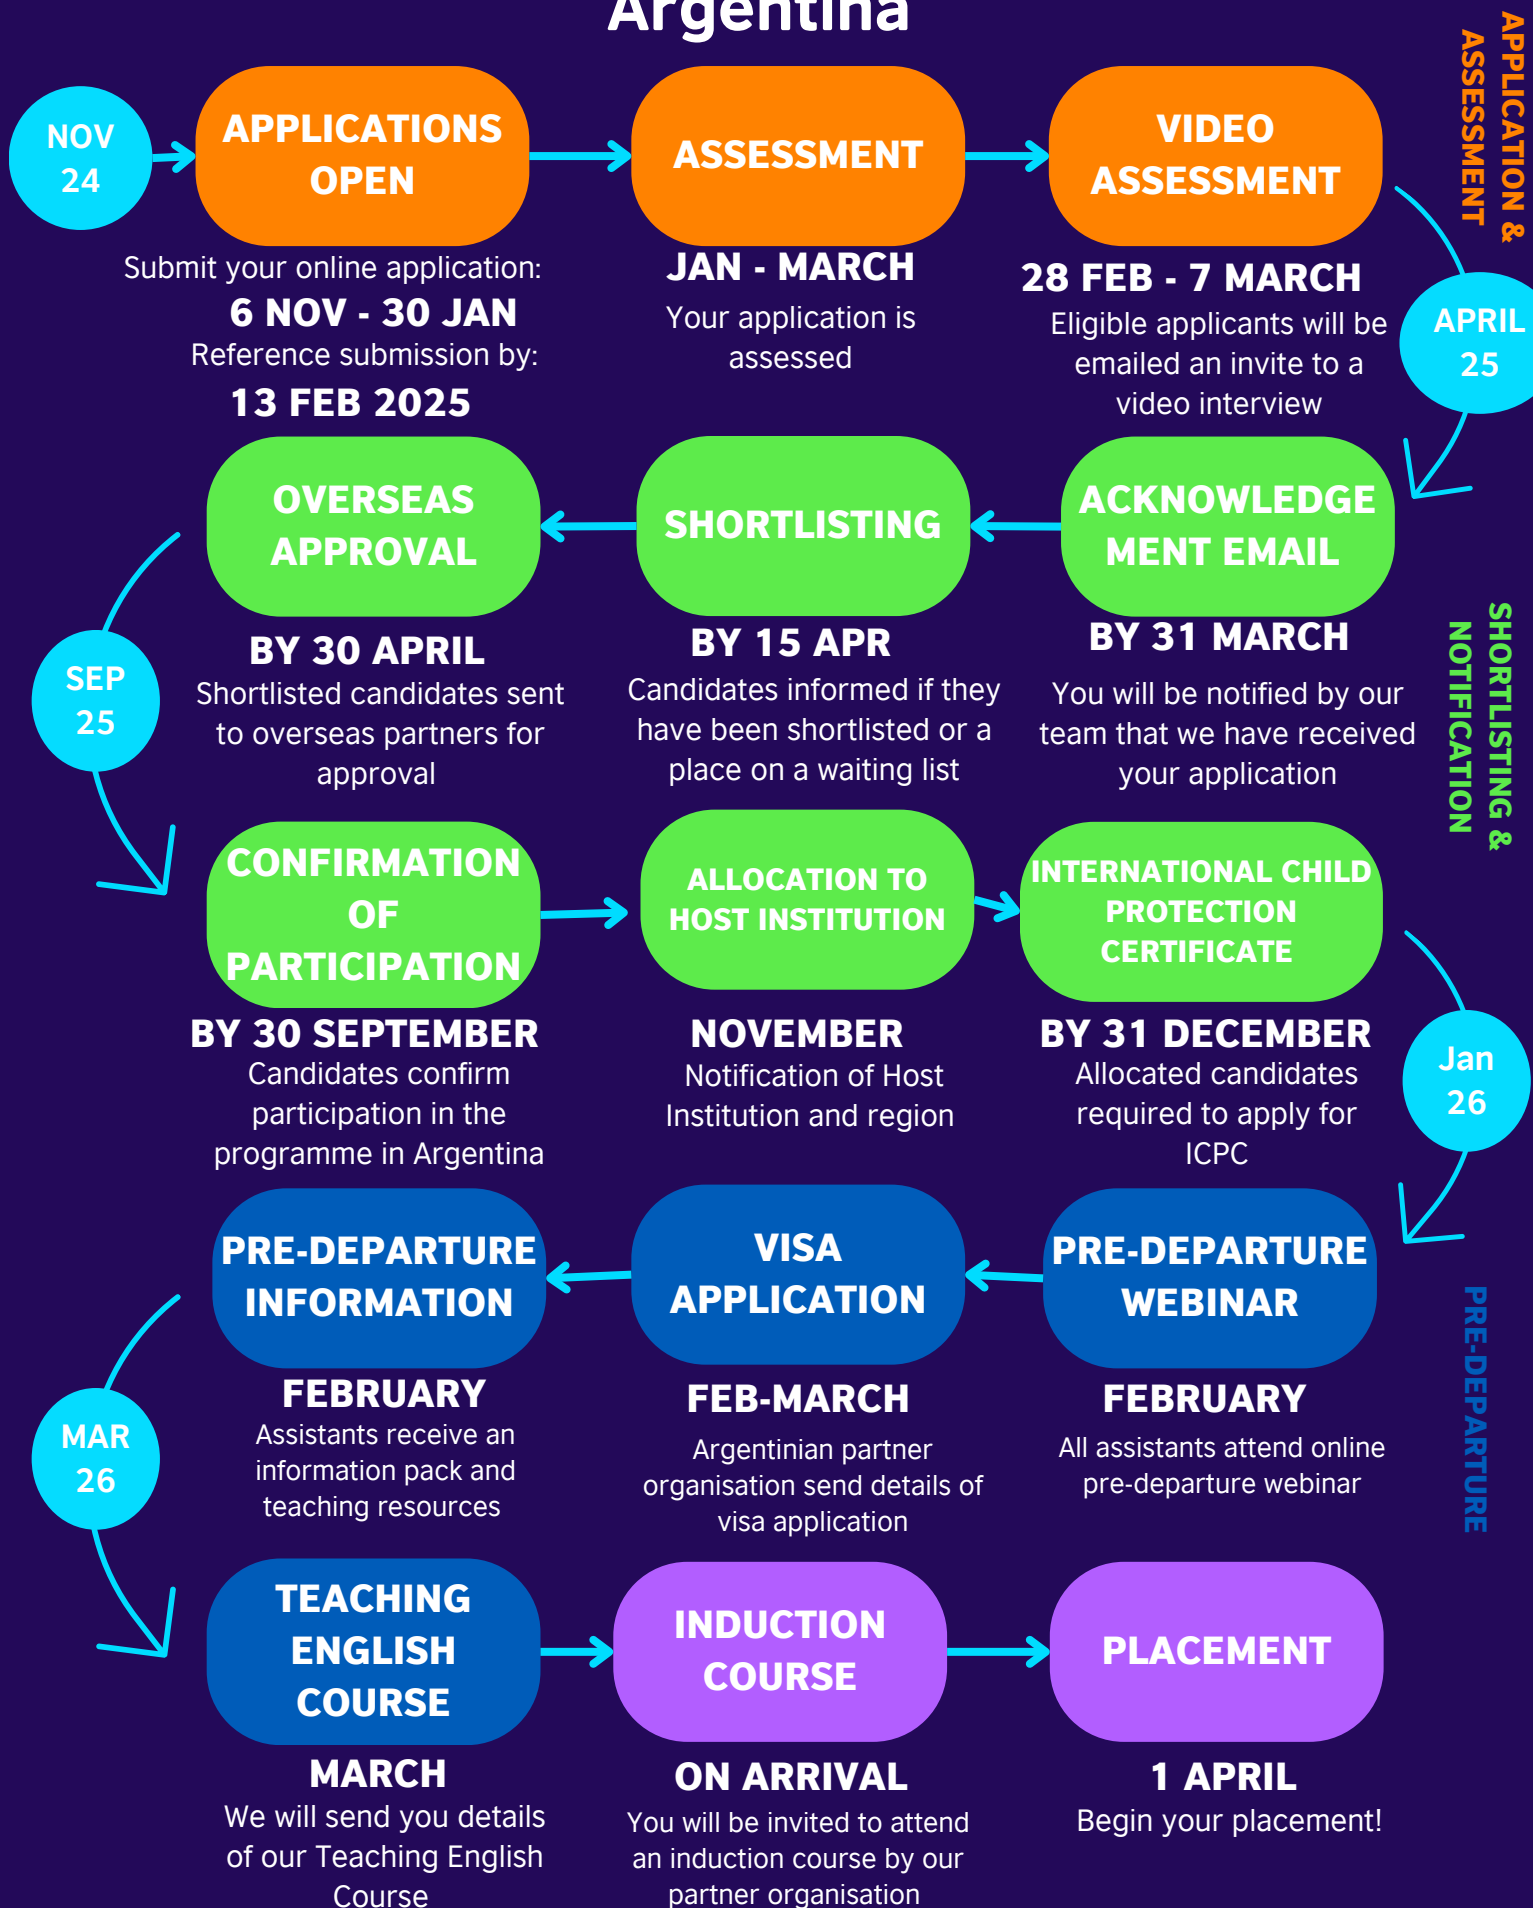 Argentina
APPLICATION &
ASSESSMENT
NOV
24
APPLICATIONS
OPEN
Submit your online application:
6 NOV - 30 JAN
Reference submission by:
13 FEB 2025
ASSESSMENT
JAN - MARCH
Your application is
assessed
VIDEO
ASSESSMENT
28 FEB - 7 MARCH
Eligible applicants will be
emailed an invite to a
video interview
APRIL
25
ACKNOWLEDGE
MENT EMAIL
BY 31 MARCH
You will be notified by our
team that we have received
your application
SHORTLISTING
BY 15 APR
Candidates informed if they
have been shortlisted or a
place on a waiting list
OVERSEAS
APPROVAL
BY 30 APRIL
Shortlisted candidates sent
to overseas partners for
approval
SHORTLISTING &
NOTIFICATION
SEP
25
CONFIRMATION
OF
PARTICIPATION
BY 30 SEPTEMBER
Candidates confirm
participation in the
programme in Argentina
ALLOCATION TO
HOST INSTITUTION
NOVEMBER
Notification of Host
Institution and region
INTERNATIONAL CHILD
PROTECTION
CERTIFICATE
BY 31 DECEMBER
Allocated candidates
required to apply for
ICPC
Jan
26
PRE-DEPARTURE
WEBINAR
FEBRUARY
All assistants attend online
pre-departure webinar
VISA
APPLICATION
FEB-MARCH
Argentinian partner
organisation send details of
visa application
PRE-DEPARTURE
INFORMATION
FEBRUARY
Assistants receive an
information pack and
teaching resources
PRE-DEPARTURE
MAR
26
TEACHING
ENGLISH
COURSE
MARCH
We will send you details
of our Teaching English
Course
INDUCTION
COURSE
ON ARRIVAL
You will be invited to attend
an induction course by our
partner organisation
PLACEMENT
1 APRIL
Begin your placement!